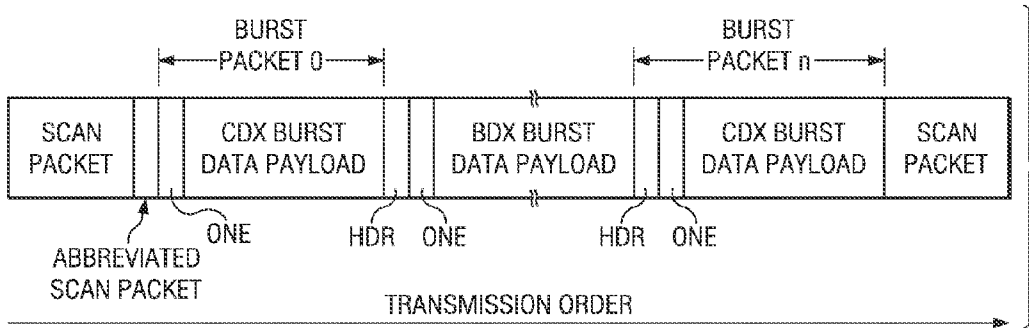 BURST
PACKET 0
BURST
PACKET n
SCAN
PACKET
CDX BURST
DATA PAYLOAD
BDX BURST
DATA PAYLOAD
CDX BURST
DATA PAYLOAD
SCAN
PACKET
ONE
HDR
ONE
HDR
ONE
ABBREVIATED
SCAN PACKET
TRANSMISSION ORDER